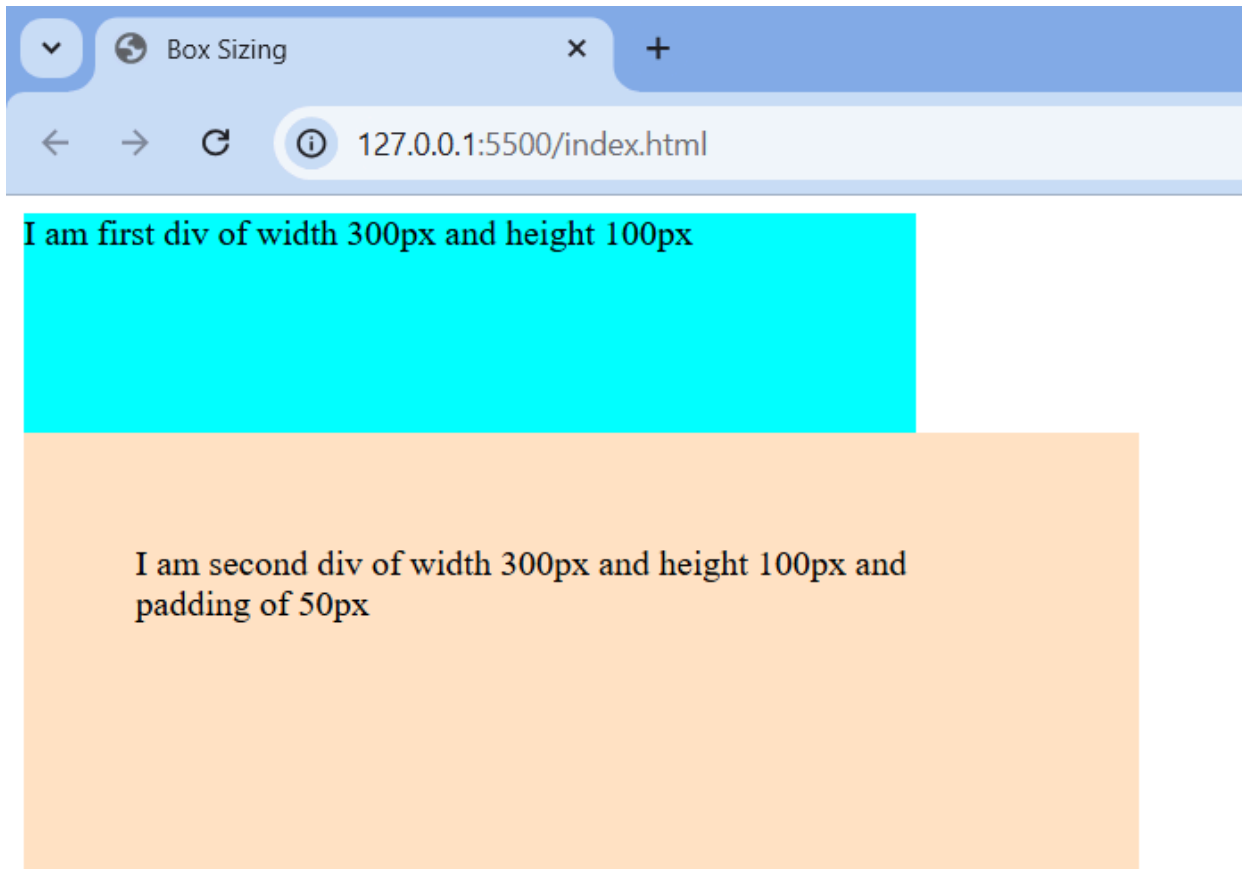 Box Sizing
127.0.0.1:5500/index.html
I am first div of width 300px and height 100px
I am second div of width 300px and height 100px and
padding of 50px